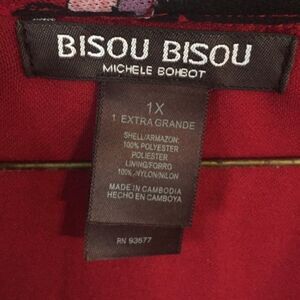 BISOU BISOU
MICHELE BOHBOT
1X
1 EXTRA GRANDE
SHELL/ARMAZON:
100% POLYESTER
POLIESTER
LINING/FORRO
100% NYLON/NILON
MADE IN CAMBODIA
HECHO EN CAMBOYA
RN 93677